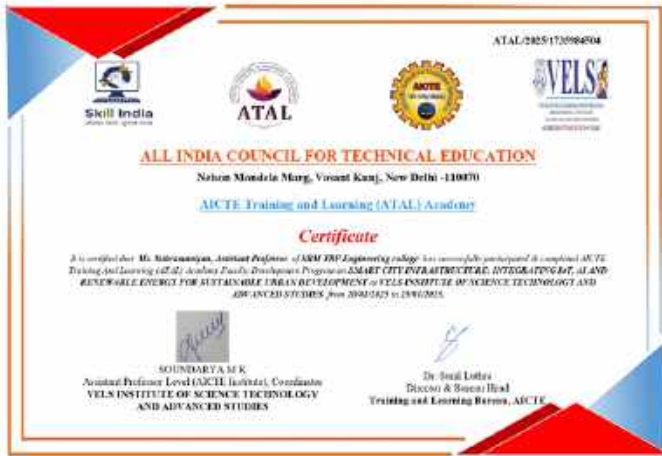 ATAL/2025/1735984504
Skill India
ATAL
AICTE
VELS
ALL INDIA COUNCIL FOR TECHNICAL EDUCATION
Nelson Mandela Marg, Vasant Kunj, New Delhi -110070
AICTE Training and Learning (ATAL) Academy
Certificate
It is certified that Assistant Professor of SRM TRP Engineering college has successfully participated & completed AICTE
Training And Learning (ATAL) Academy Faculty Development Program on SMART CITY INFRASTRUCTURE: INTEGRATING IoT, AI AND
RENEWABLE ENERGY FOR SUSTAINABLE URBAN DEVELOPMENT at VELS INSTITUTE OF SCIENCE TECHNOLOGY AND
ADVANCED STUDIES from 20/01/2025 to 25/01/2025.
SOUNDARYA M K
Assistant Professor Level (AICTE Institute), Coordinator
VELS INSTITUTE OF SCIENCE TECHNOLOGY
AND ADVANCED STUDIES
Dr. Sunil Luthra
Director & Bureau Head
Training and Learning Bureau, AICTE